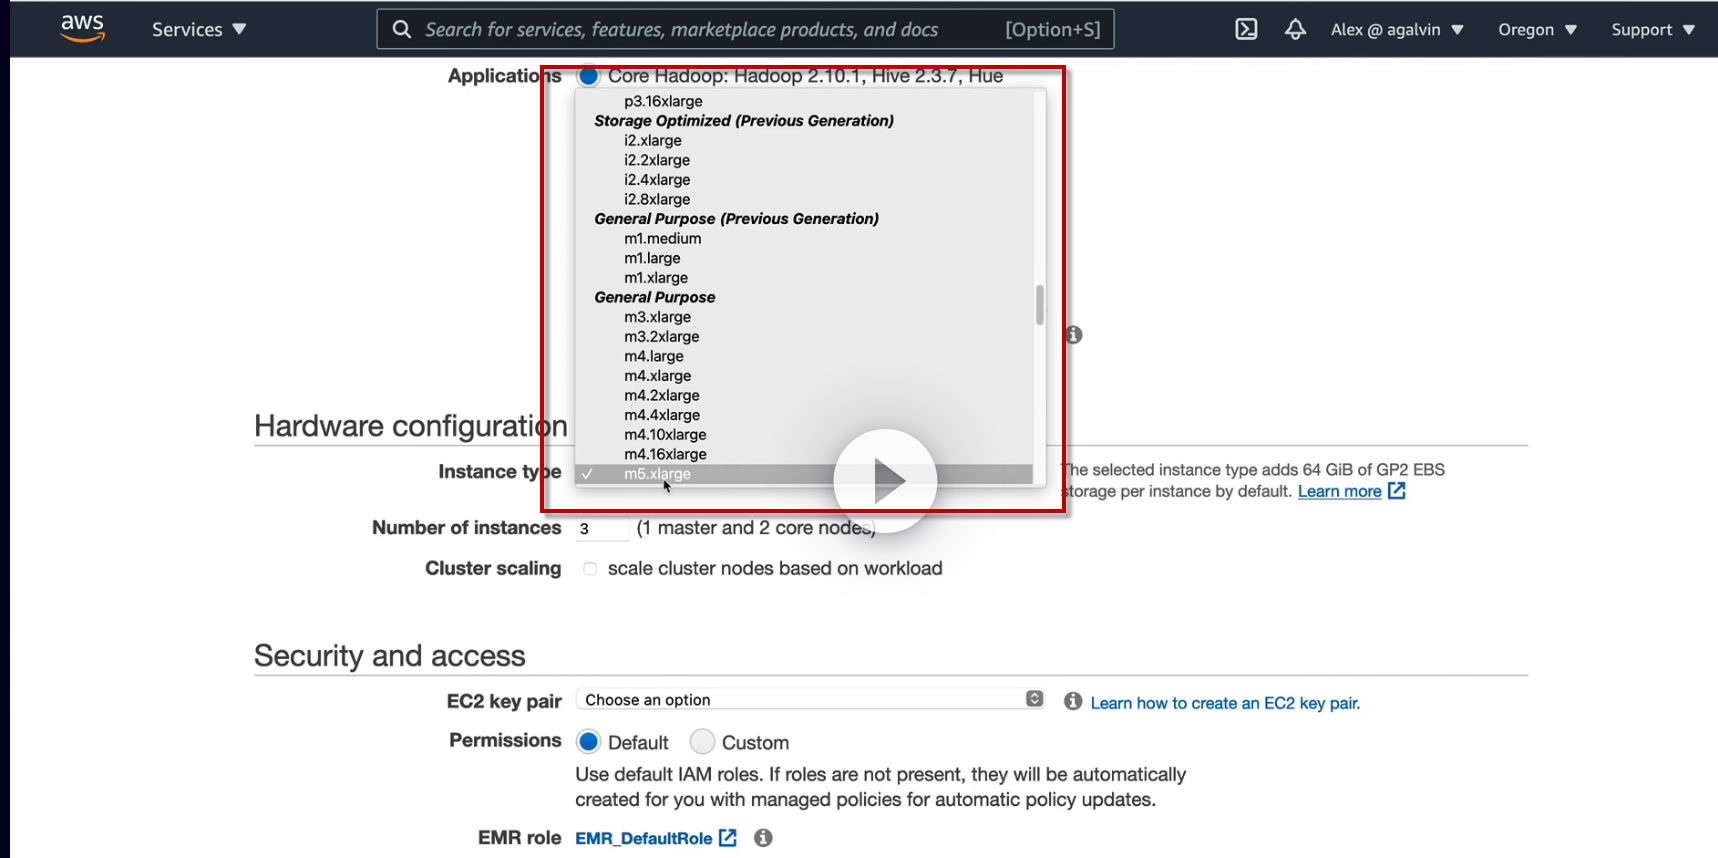 aws Services Search for services, features, marketplace products, and docs [Option+S] Alex @ agalvin Oregon Support
Applications Core Hadoop: Hadoop 2.10.1, Hive 2.3.7, Hue
p3.16xlarge
Storage Optimized (Previous Generation)
i2.xlarge
i2.2xlarge
i2.4xlarge
i2.8xlarge
General Purpose (Previous Generation)
m1.medium
m1.large
m1.xlarge
General Purpose
m3.xlarge
m3.2xlarge
m4.large
m4.xlarge
m4.2xlarge
m4.4xlarge
m4.10xlarge
m4.16xlarge
Hardware configuration
Instance type m5.xlarge The selected instance type adds 64 GiB of GP2 EBS
storage per instance by default. Learn more
Number of instances 3 (1 master and 2 core nodes)
Cluster scaling scale cluster nodes based on workload
Security and access
EC2 key pair Choose an option Learn how to create an EC2 key pair.
Permissions Default Custom
Use default IAM roles. If roles are not present, they will be automatically
created for you with managed policies for automatic policy updates.
EMR role EMR_DefaultRole